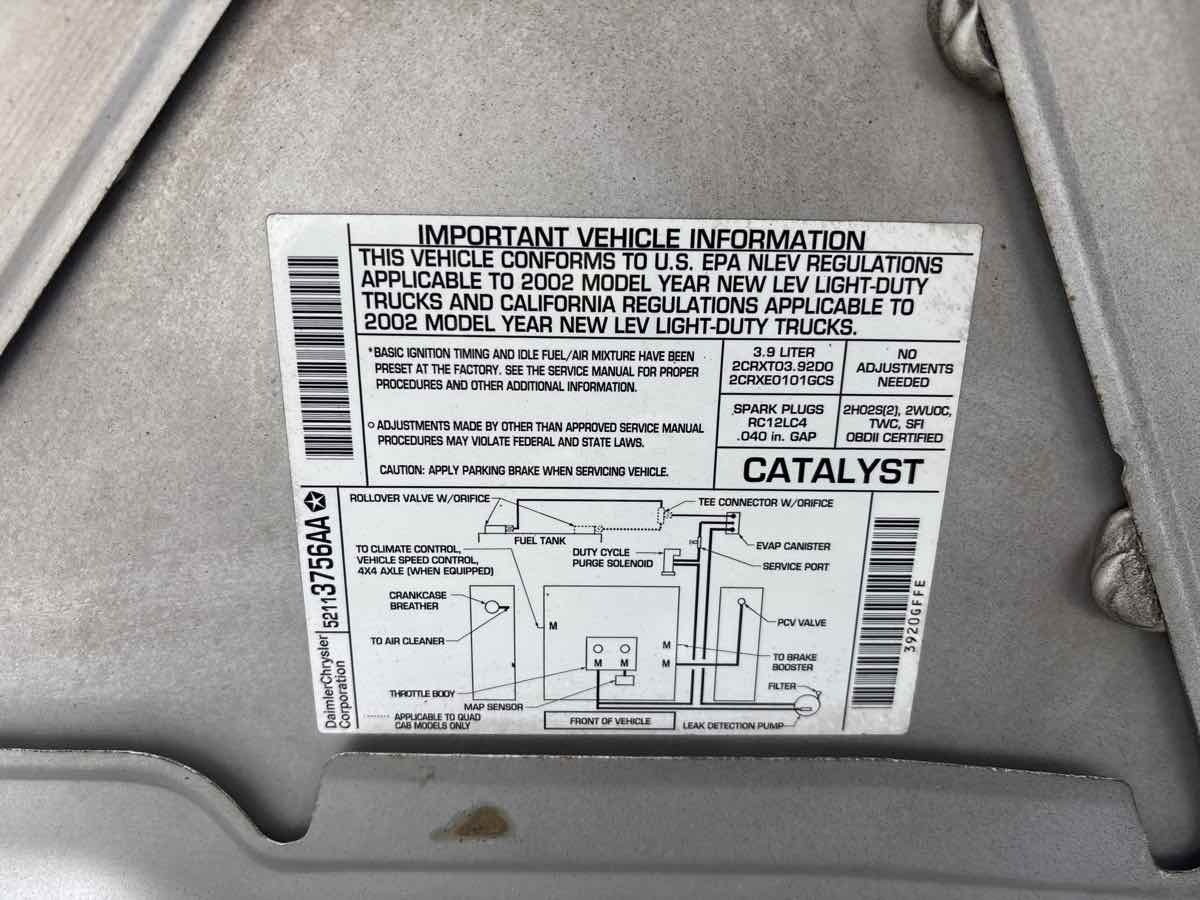 IMPORTANT VEHICLE INFORMATION
THIS VEHICLE CONFORMS TO U.S. EPA NLEV REGULATIONS
APPLICABLE TO 2002 MODEL YEAR NEW LEV LIGHT-DUTY
TRUCKS AND CALIFORNIA REGULATIONS APPLICABLE TO
2002 MODEL YEAR NEW LEV LIGHT-DUTY TRUCKS.
*BASIC IGNITION TIMING AND IDLE FUEL/AIR MIXTURE HAVE BEEN
PRESET AT THE FACTORY. SEE THE SERVICE MANUAL FOR PROPER
PROCEDURES AND OTHER ADDITIONAL INFORMATION.
o ADJUSTMENTS MADE BY OTHER THAN APPROVED SERVICE MANUAL
PROCEDURES MAY VIOLATE FEDERAL AND STATE LAWS.
CAUTION: APPLY PARKING BRAKE WHEN SERVICING VEHICLE.
3.9 LITER
2CRXT03.92D0
2CRXE0101GCS
NO
ADJUSTMENTS
NEEDED
SPARK PLUGS
RC12LC4
.040 in. GAP
2HO2S(2), 2WUOC,
TWC, SFI
OBDII CERTIFIED
CATALYST
ROLLOVER VALVE W/ORIFICE
TEE CONNECTOR W/ORIFICE
FUEL TANK
EVAP CANISTER
TO CLIMATE CONTROL,
VEHICLE SPEED CONTROL,
4X4 AXLE (WHEN EQUIPPED)
DUTY CYCLE
PURGE SOLENOID
SERVICE PORT
CRANKCASE
BREATHER
M
PCV VALVE
TO AIR CLEANER
M
M M
M
TO BRAKE
BOOSTER
THROTTLE BODY
FILTER
MAP SENSOR
APPLICABLE TO QUAD
CAB MODELS ONLY
FRONT OF VEHICLE
LEAK DETECTION PUMP
DaimlerChrysler
Corporation
52113756AA
3920GFFE